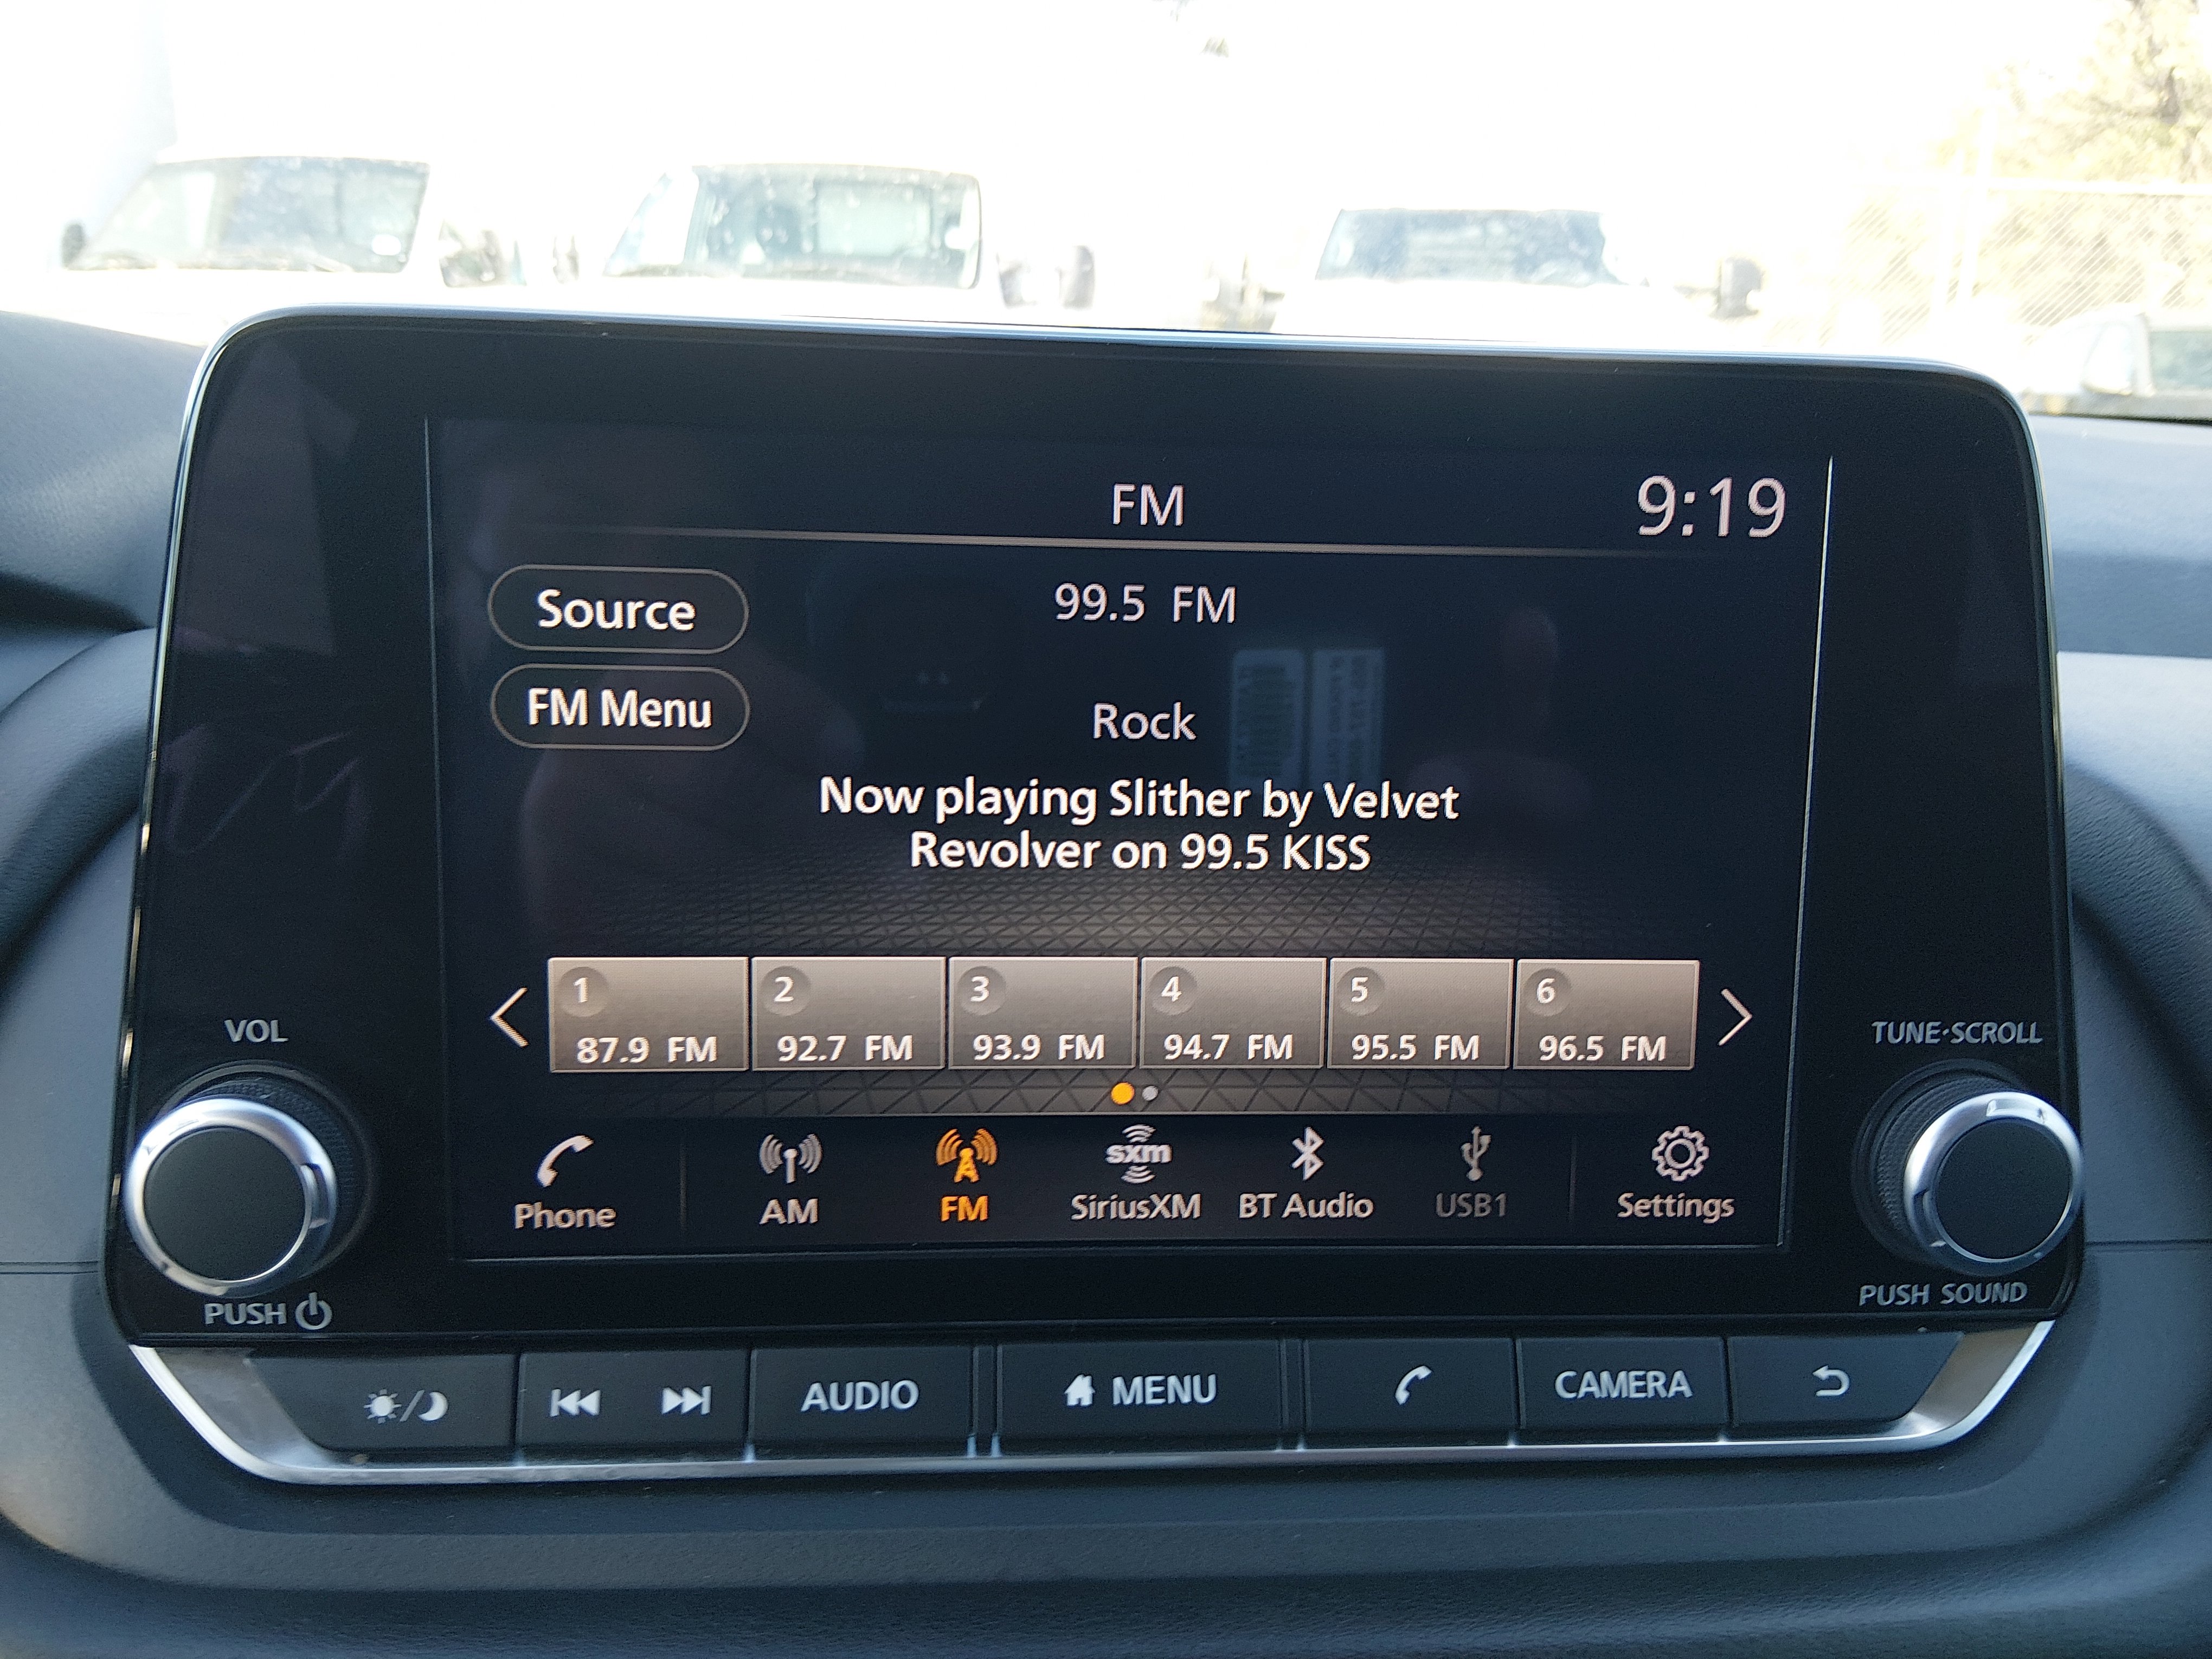 FM
9:19
Source
99.5 FM
FM Menu
Rock
Now playing Slither by Velvet
Revolver on 99.5 KISS
1
2
3
4
5
6
87.9 FM
92.7 FM
93.9 FM
94.7 FM
95.5 FM
96.5 FM
VOL
TUNE·SCROLL
sxm
Phone
AM
FM
SiriusXM
BT Audio
USB1
Settings
PUSH
PUSH SOUND
AUDIO
MENU
CAMERA